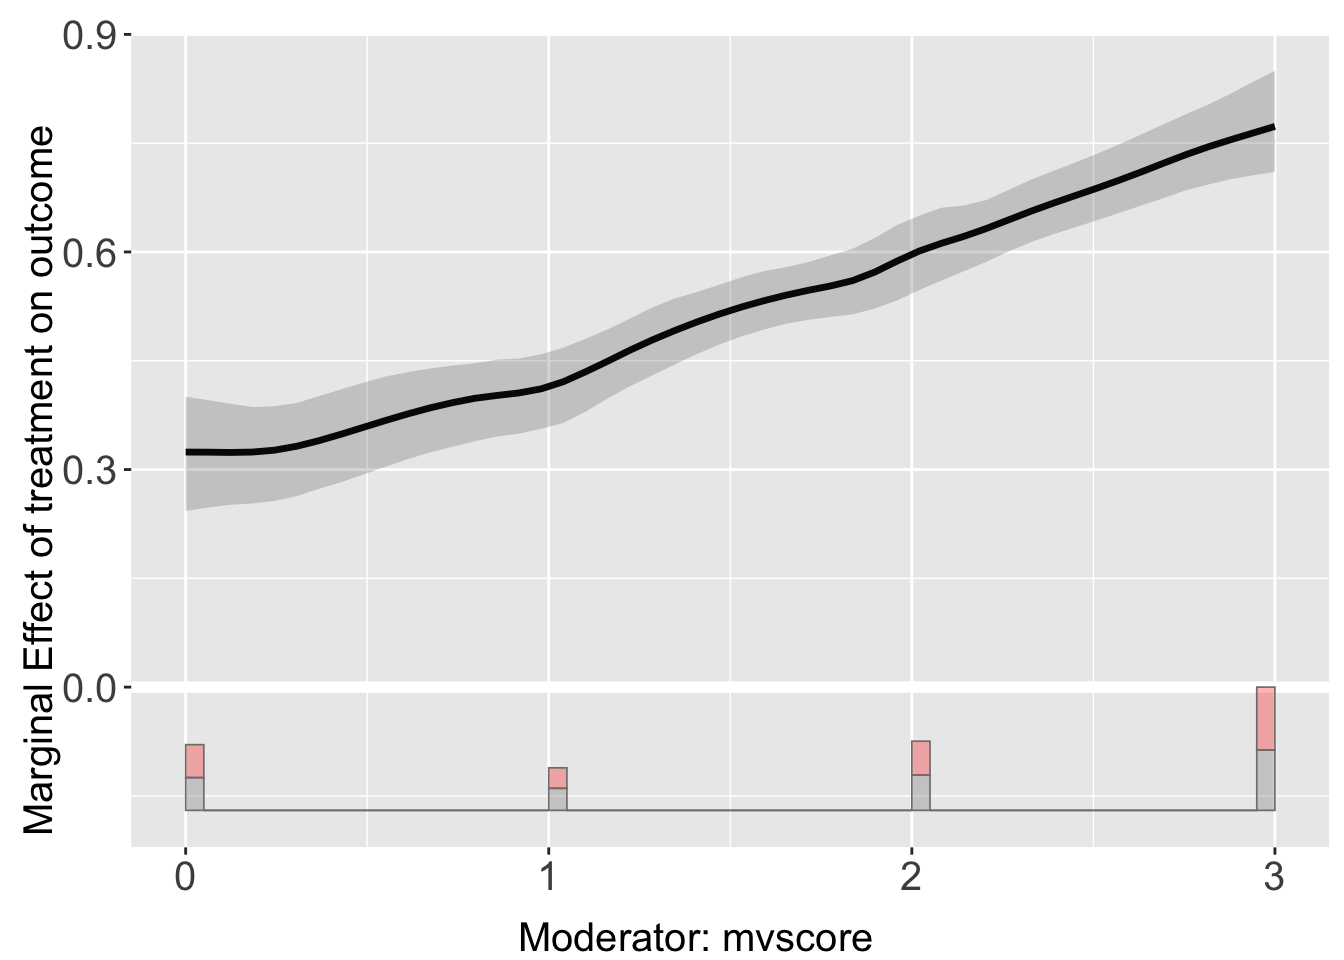 Marginal Effect of treatment on outcome
0.9
0.6
0.3
0.0
0 1 2 3
Moderator: mvscore